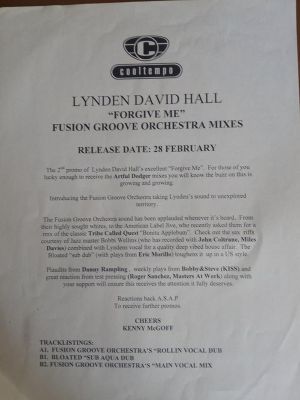 C
cooltempo
LYNDEN DAVID HALL
"FORGIVE ME"
FUSION GROOVE ORCHESTRA MIXES
RELEASE DATE: 28 FEBRUARY
The 2nd promo of Lynden David Hall's excellent "Forgive Me". For those of you
lucky enough to receive the Artful Dodger mixes you will know the buzz on this is
growing and growing.
Introducing the Fusion Groove Orchestra taking Lynden's sound to unexpected
territory.
The Fusion Groove Orchestra sound has been applauded whenever it's heard. From
their highly sought whites, to the American Label live, who recently asked them for a
rmx of the classic Tribe Called Quest "Bonita Applebum". Check out the sax riffs
courtesy of Jazz master Bobbi Wellins (who has recorded with John Coltrane, Miles
Davies) combined with Lyndens vocal for a quality deep vibed house affair. The
Bloated "sub dub" (with plays from Eric Morillo) toughens it up in a US style.
Plaudits from Danny Rampling, weekly plays from Bobby&Steve (KISS) and
great reaction from test pressing (Roger Sanchez, Masters At Work) along with
your support will ensure this receives the attention it fully deserves.
Reactions back A.S.A.P
To receive further promos.
CHEERS
KENNY McGOFF
TRACKLISTINGS:
A1. FUSION GROOVE ORCHESTRA'S "ROLLIN VOCAL DUB
B1. BLOATED "SUB AQUA DUB
B2. FUSION GROOVE ORCHESTRA'S "MAIN VOCAL MIX